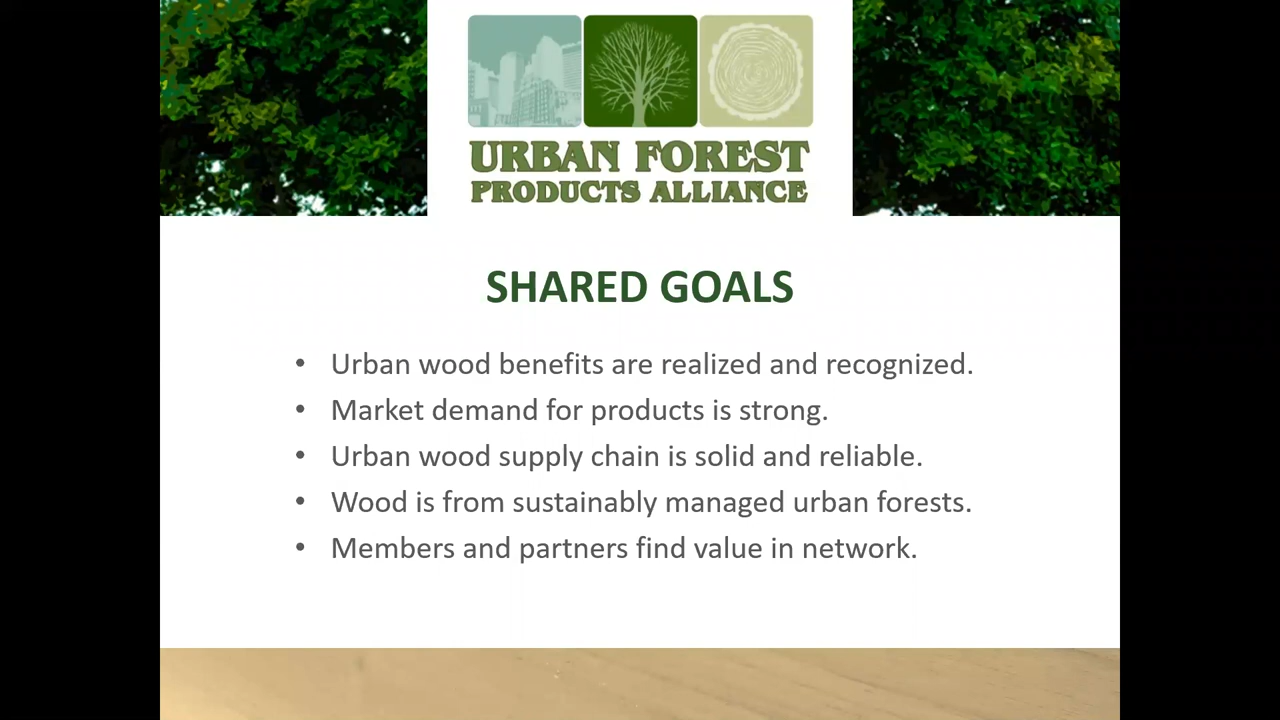 URBAN FOREST
PRODUCTS ALLIANCE
SHARED GOALS
• Urban wood benefits are realized and recognized.
• Market demand for products is strong.
• Urban wood supply chain is solid and reliable.
• Wood is from sustainably managed urban forests.
• Members and partners find value in network.